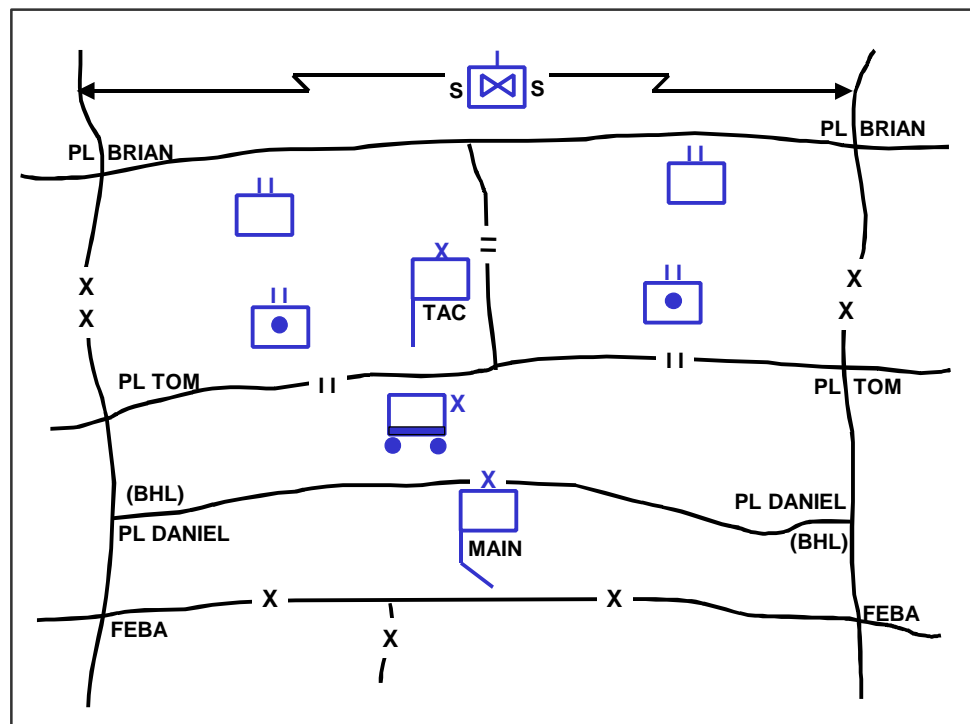 S S
PL BRIAN
PL BRIAN
II
II
X
II
X
X
X
X
II
II
TAC
PL TOM
II
II
PL TOM
X
X
(BHL)
PL DANIEL
PL DANIEL
(BHL)
MAIN
X
X
FEBA
FEBA
X